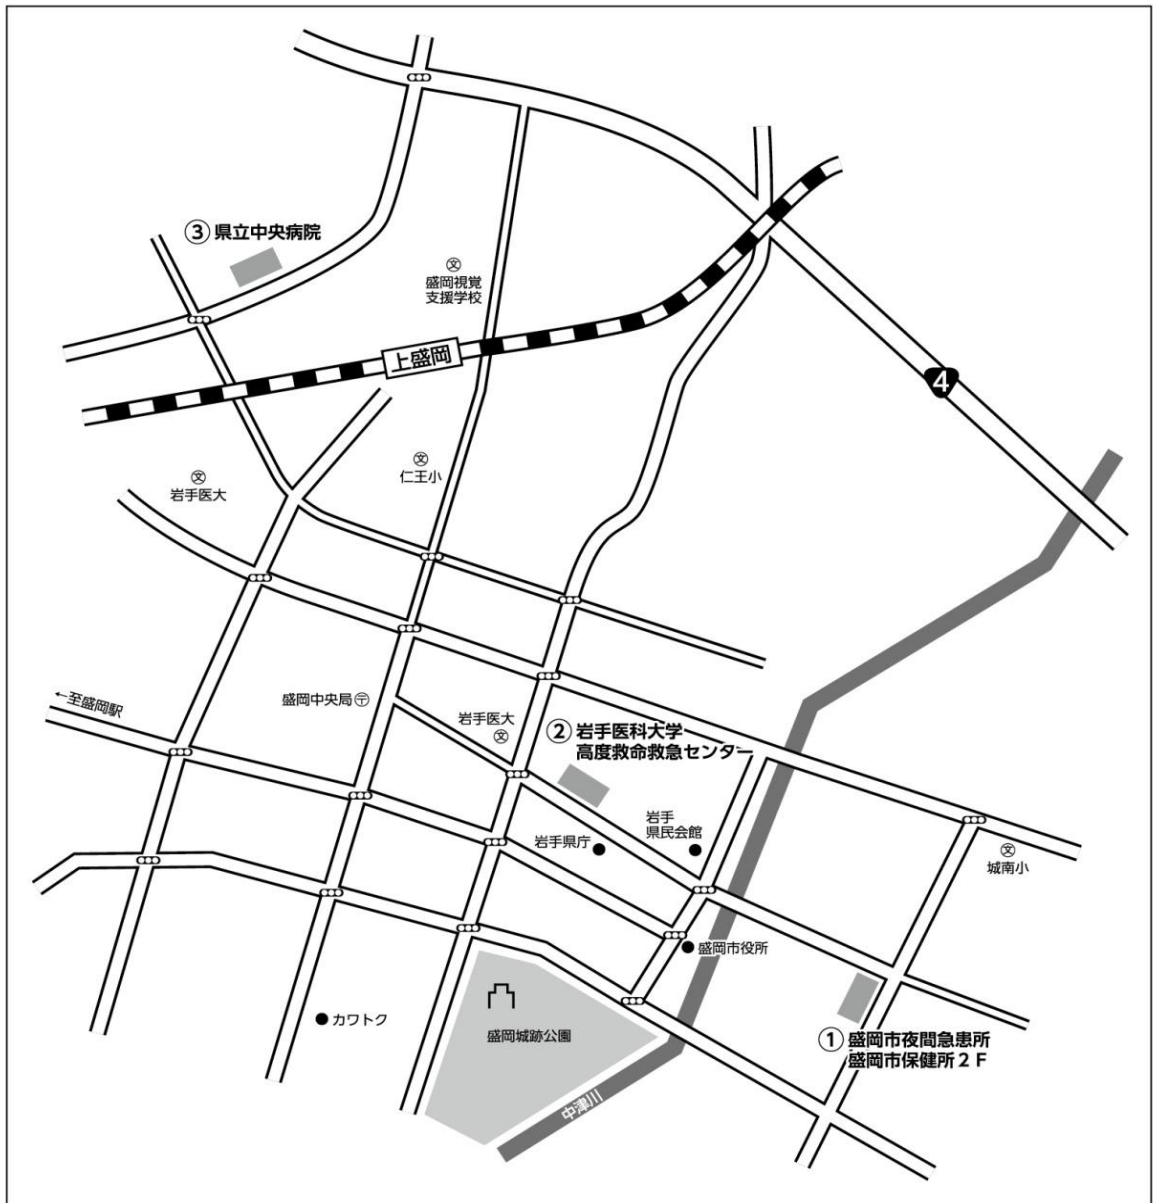 ③ 県立中央病院
文
盛岡視覚
支援学校
上盛岡
4
文
仁王小
文
岩手医大
盛岡中央局〒
←至盛岡駅
岩手医大
文
② 岩手医科大学
高度救命救急センター
岩手
県民会館
岩手県庁
文
城南小
盛岡市役所
カワトク
盛岡城跡公園
① 盛岡市夜間急患所
盛岡市保健所2F
中津川